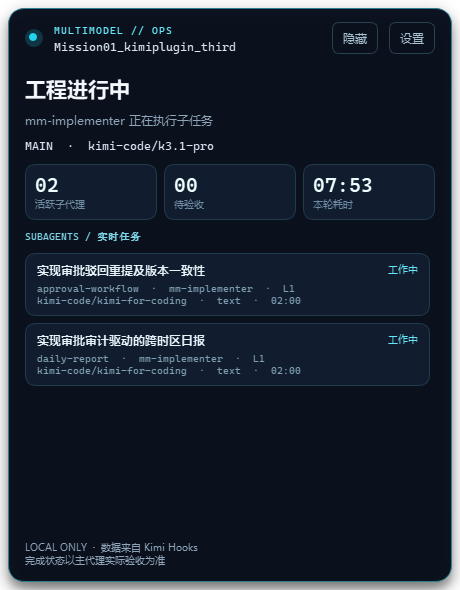 MULTIMODEL // OPS
Mission01_kimiplugin_third
隐藏
设置
工程进行中
mm-implementer 正在执行子任务
MAIN · kimi-code/k3.1-pro
02
活跃子代理
00
待验收
07:53
本轮耗时
SUBAGENTS / 实时任务
实现审批驳回重提及版本一致性
工作中
approval-workflow · mm-implementer · L1
kimi-code/kimi-for-coding · text · 02:00
实现审批审计驱动的跨时区日报
工作中
daily-report · mm-implementer · L1
kimi-code/kimi-for-coding · text · 02:00
LOCAL ONLY · 数据来自 Kimi Hooks
完成状态以主代理实际验收为准